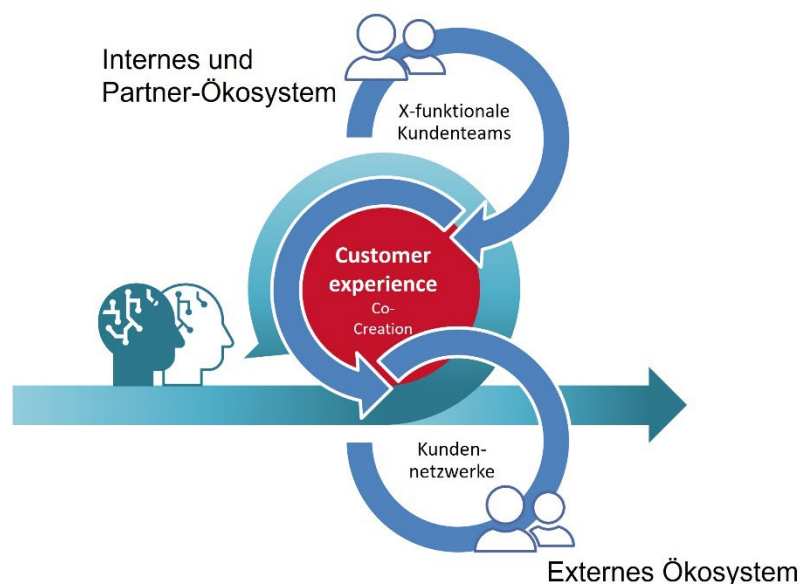 Internes und
Partner-Ökosystem
X-funktionale
Kundenteams
Customer
experience
Co-
Creation
Kunden-
netzwerke
Externes Ökosystem